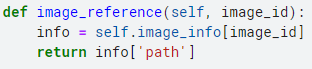 def image_reference(self, image_id):
    info = self.image_info[image_id]
    return info['path']